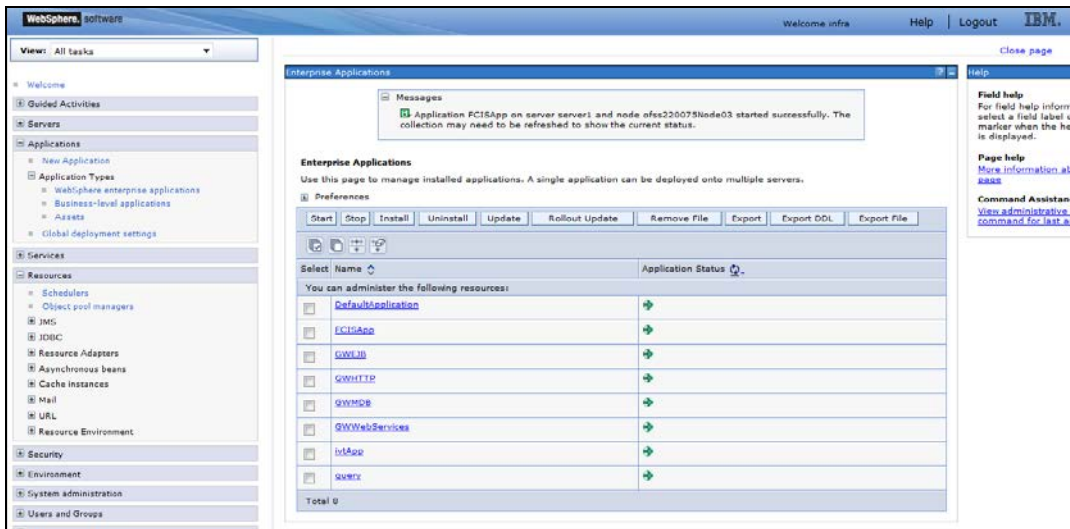 WebSphere. software
Welcome infra
Help | Logout
IBM.
View: All tasks
Close page
Welcome
Guided Activities
Servers
Applications
New Application
Application Types
WebSphere enterprise applications
Business-level applications
Assets
Global deployment settings
Services
Resources
Schedulers
Object pool managers
JMS
JDBC
Resource Adapters
Asynchronous beans
Cache instances
Mail
URL
Resource Environment
Security
Environment
System administration
Users and Groups
Enterprise Applications
Messages
Application FCISApp on server server1 and node ofss220075Node03 started successfully. The
collection may need to be refreshed to show the current status.
Enterprise Applications
Use this page to manage installed applications. A single application can be deployed onto multiple servers.
Preferences
Start Stop Install Uninstall Update Rollout Update Remove File Export Export DDL Export File
Select Name Application Status
You can administer the following resources:
DefaultApplication
FCISApp
GWEJB
GWHTTP
GWMDB
GWWebServices
ivtApp
query
Total 8
Help
Field help
For field help inform
select a field label
marker when the he
is displayed.
Page help
More information ab
page
Command Assistan
View administrative
command for last a